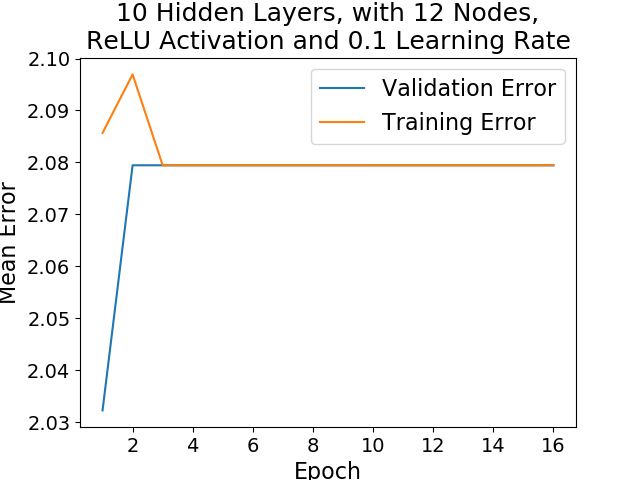 10 Hidden Layers, with 12 Nodes,
ReLU Activation and 0.1 Learning Rate
Validation Error
Training Error
Mean Error
2.10
2.09
2.08
2.07
2.06
2.05
2.04
2.03
2 4 6 8 10 12 14 16
Epoch